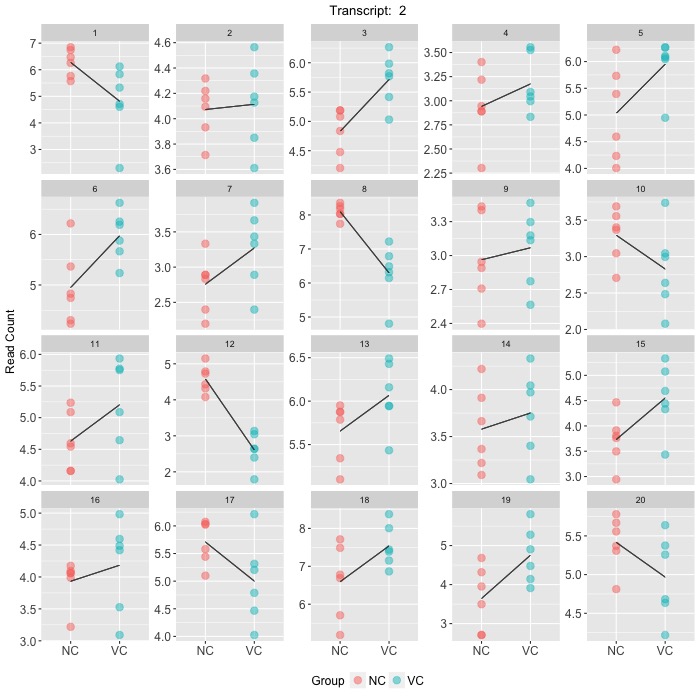 Transcript: 2
1 2 3 4 5
7 6 5 4 3
4.6 4.4 4.2 4.0 3.8 3.6
6.0 5.5 5.0 4.5
3.50 3.25 3.00 2.75 2.50 2.25
6.0 5.5 5.0 4.5 4.0
6 7 8 9 10
6 5
3.5 3.0 2.5
8 7 6 5
3.3 3.0 2.7 2.4
3.5 3.0 2.5 2.0
Read Count
11 12 13 14 15
6.0 5.5 5.0 4.5 4.0
5 4 3 2
6.5 6.0 5.5
4.0 3.5 3.0
5.0 4.5 4.0 3.5 3.0
16 17 18 19 20
5.0 4.5 4.0 3.5 3.0
6.0 5.5 5.0 4.5 4.0
8 7 6
5 4 3
5.5 5.0 4.5
NC VC NC VC NC VC NC VC NC VC
Group NC VC